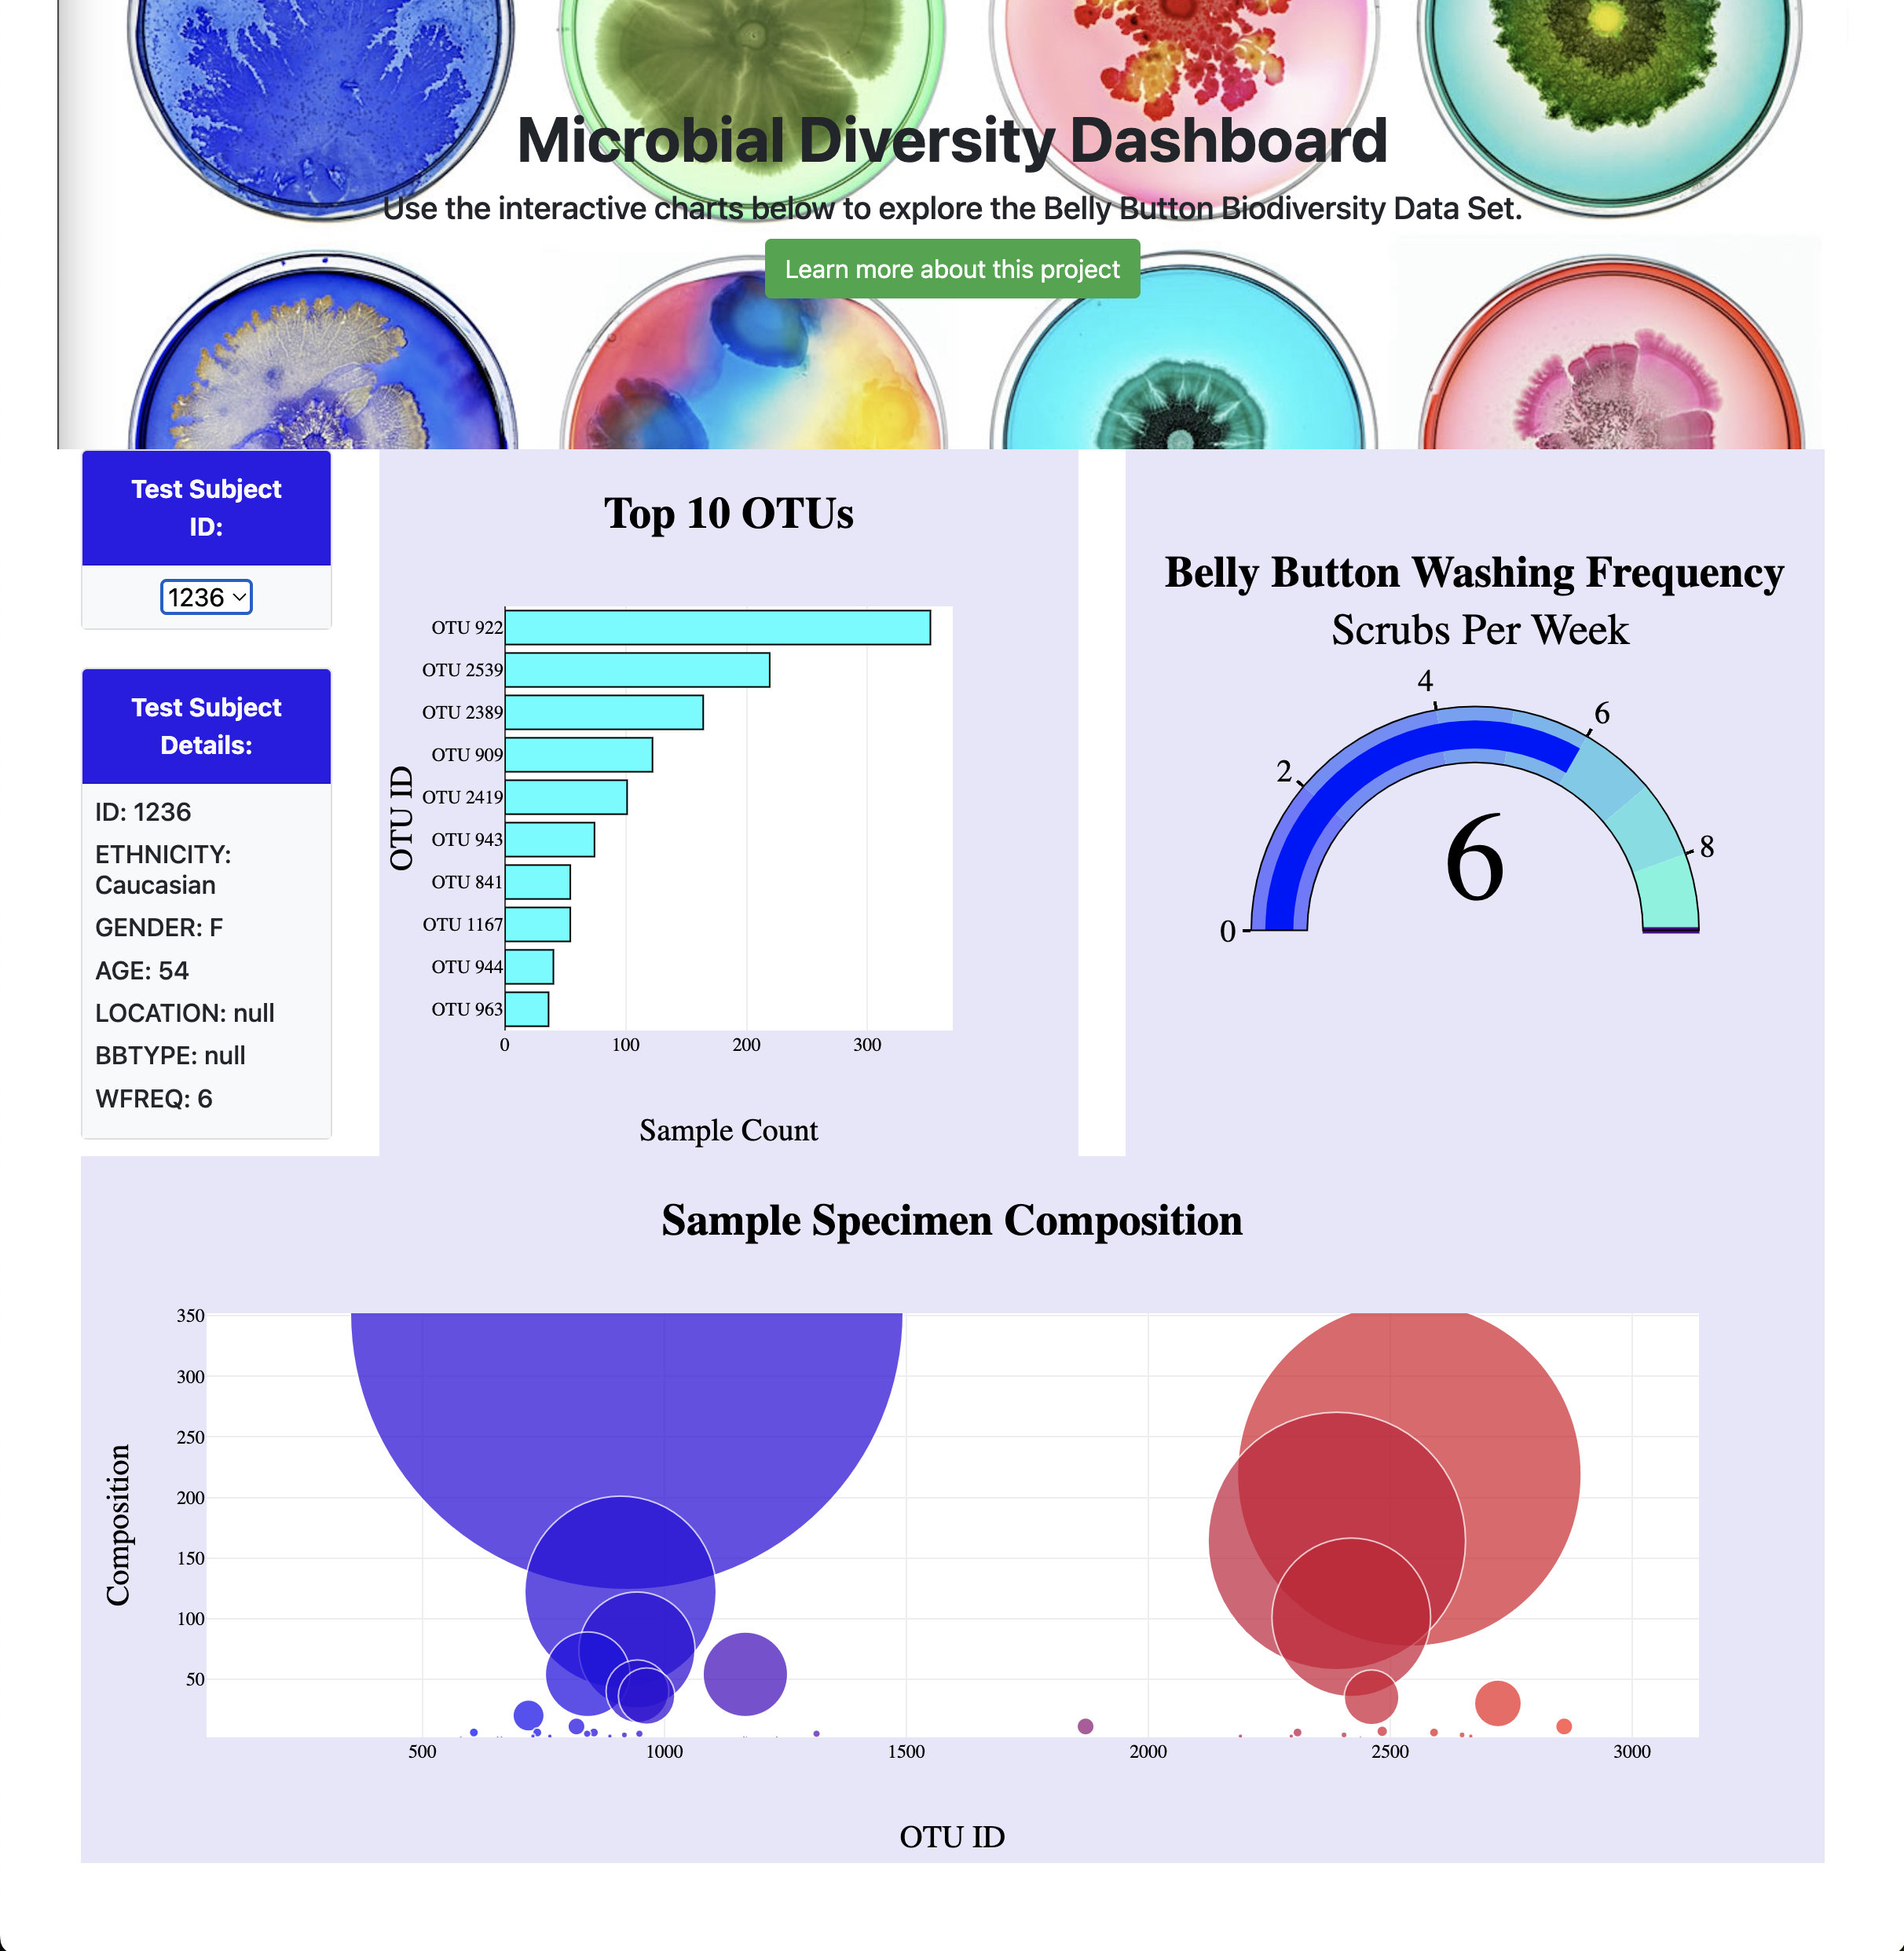 Microbial Diversity Dashboard
Use the interactive charts below to explore the Belly Button Biodiversity Data Set.
Learn more about this project
Test Subject
ID:
1236
Test Subject
Details:
ID: 1236
ETHNICITY:
Caucasian
GENDER: F
AGE: 54
LOCATION: null
BBTYPE: null
WFREQ: 6
Top 10 OTUs
OTU ID
OTU 922
OTU 2539
OTU 2389
OTU 909
OTU 2419
OTU 943
OTU 841
OTU 1167
OTU 944
OTU 963
0 100 200 300
Sample Count
Belly Button Washing Frequency
Scrubs Per Week
0
2
4
6
8
6
Sample Specimen Composition
Composition
350
300
250
200
150
100
50
500 1000 1500 2000 2500 3000
OTU ID